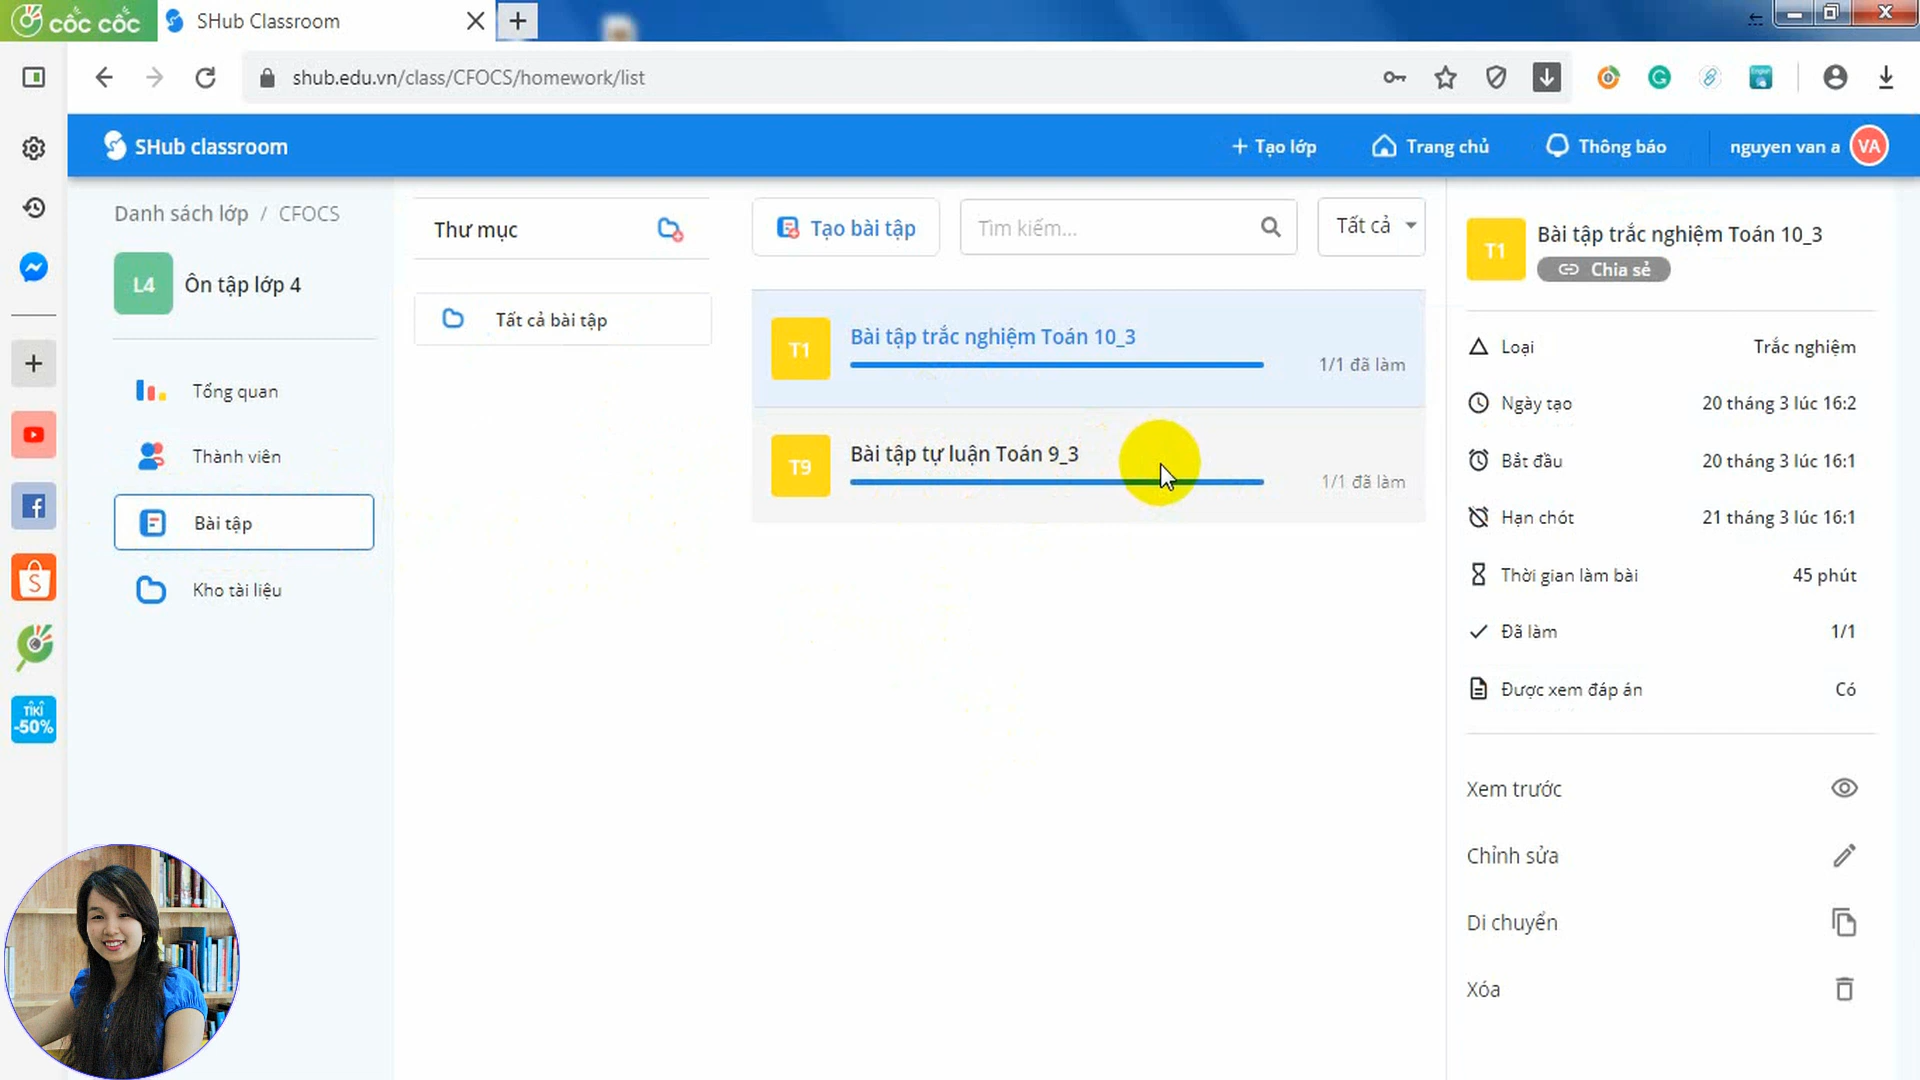 cốc cốc
SHub Classroom
shub.edu.vn/class/CFOCS/homework/list
SHub classroom
+ Tạo lớp
Trang chủ
Thông báo
nguyen van a
VA
Danh sách lớp / CFOCS
L4
Ôn tập lớp 4
Tổng quan
Thành viên
Bài tập
Kho tài liệu
Thư mục
Tất cả bài tập
Tạo bài tập
Tìm kiếm...
Tất cả
T1
Bài tập trắc nghiệm Toán 10_3
1/1 đã làm
T9
Bài tập tự luận Toán 9_3
1/1 đã làm
T1
Bài tập trắc nghiệm Toán 10_3
Chia sẻ
Loại Trắc nghiệm
Ngày tạo 20 tháng 3 lúc 16:2
Bắt đầu 20 tháng 3 lúc 16:1
Hạn chót 21 tháng 3 lúc 16:1
Thời gian làm bài 45 phút
Đã làm 1/1
Được xem đáp án Có
Xem trước
Chỉnh sửa
Di chuyển
Xóa
TIKI
-50%